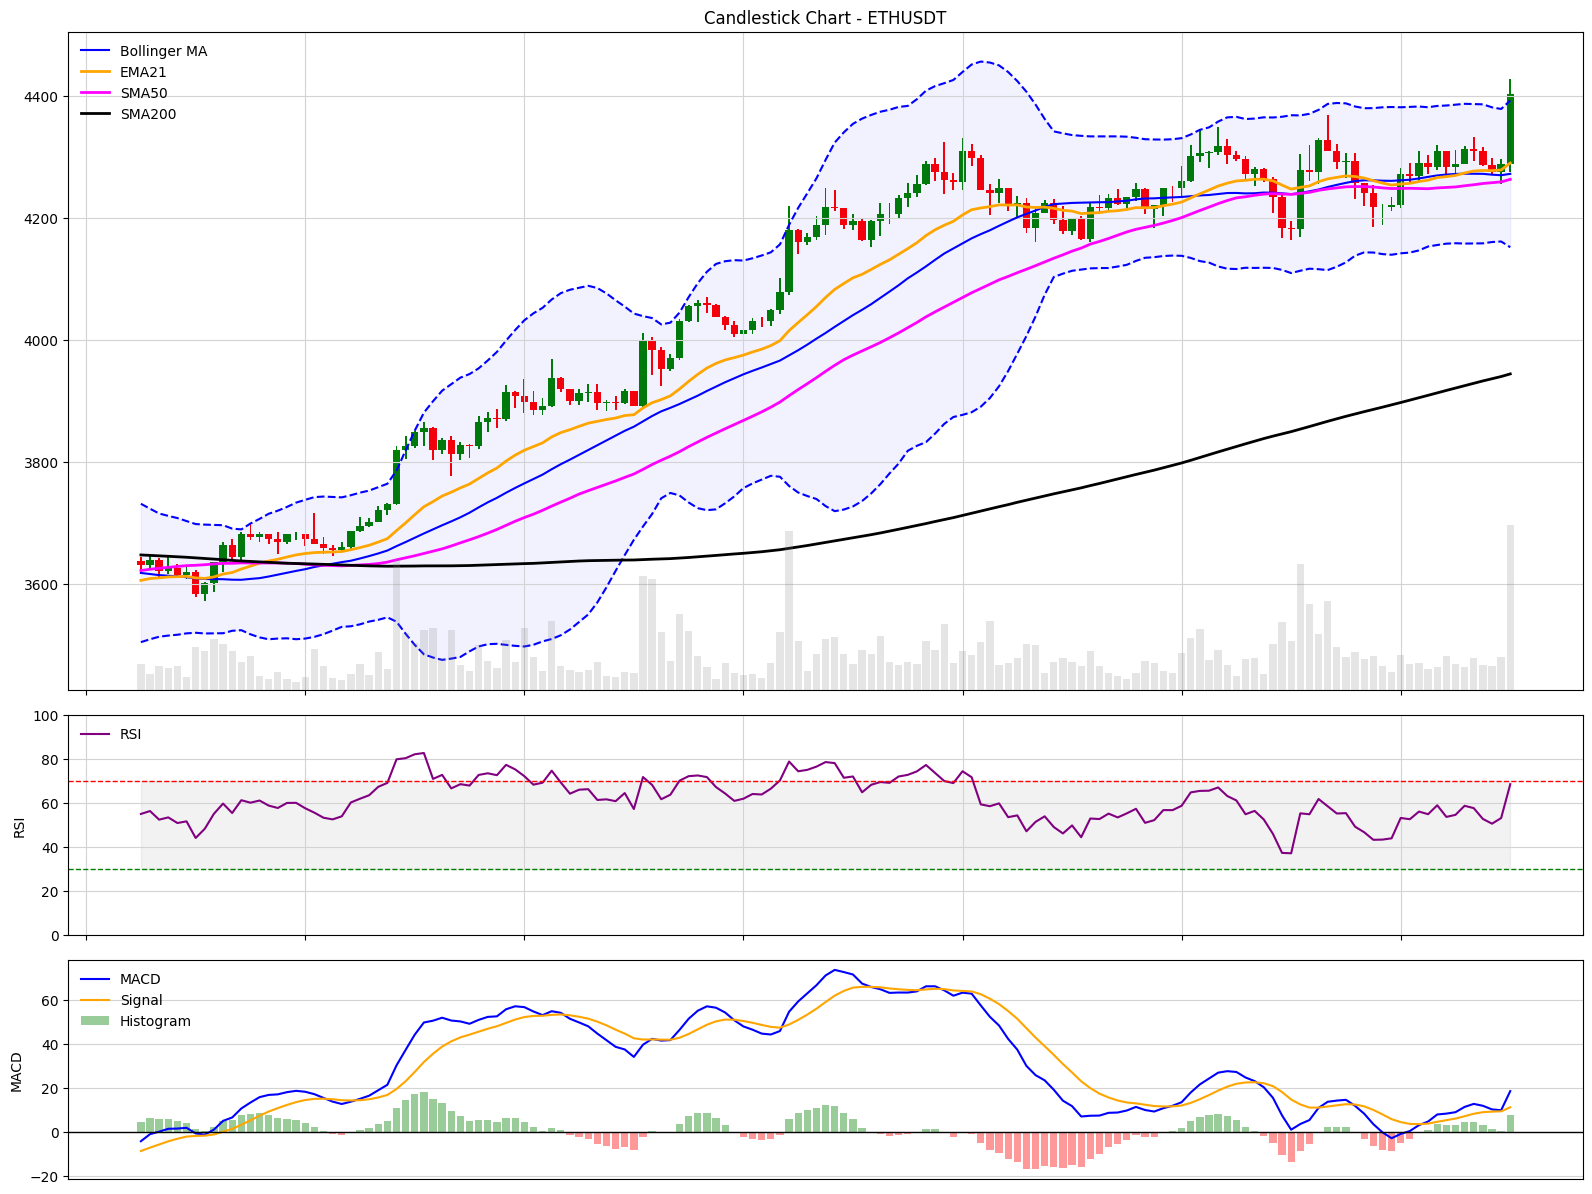 Candlestick Chart - ETHUSDT
Bollinger MA
EMA21
SMA50
SMA200
4400
4200
4000
3800
3600
RSI
100
80
60
40
20
0
RSI
MACD
Signal
Histogram
60
40
20
0
−20
MACD